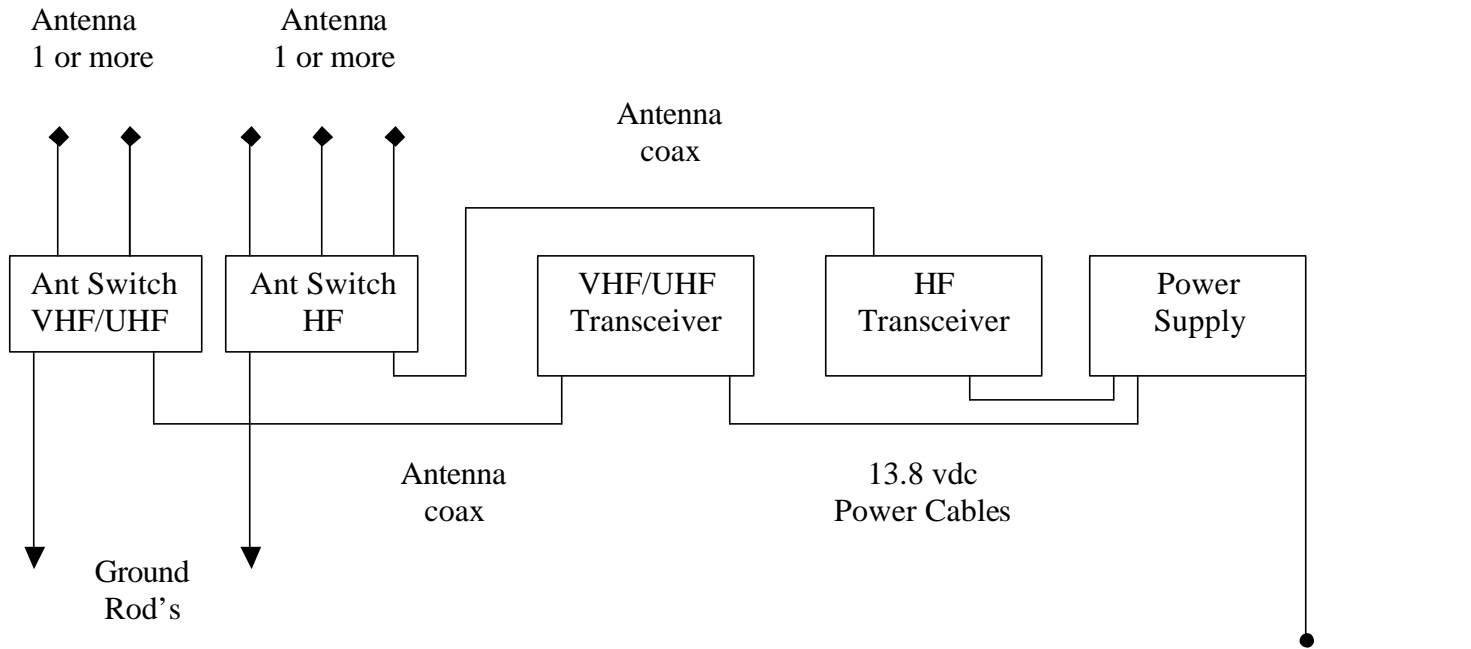 Antenna
1 or more
Antenna
1 or more
Antenna
coax
Ant Switch
VHF/UHF
Ant Switch
HF
VHF/UHF
Transceiver
HF
Transceiver
Power
Supply
Antenna
coax
13.8 vdc
Power Cables
Ground
Rod's